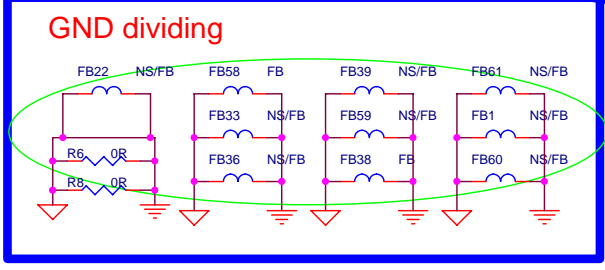 GND dividing
FB22 NS/FB FB58 FB FB39 NS/FB FB61 NS/FB
FB33 NS/FB FB59 NS/FB FB1 NS/FB
R6 0R FB36 NS/FB FB38 FB FB60 NS/FB
R8 0R